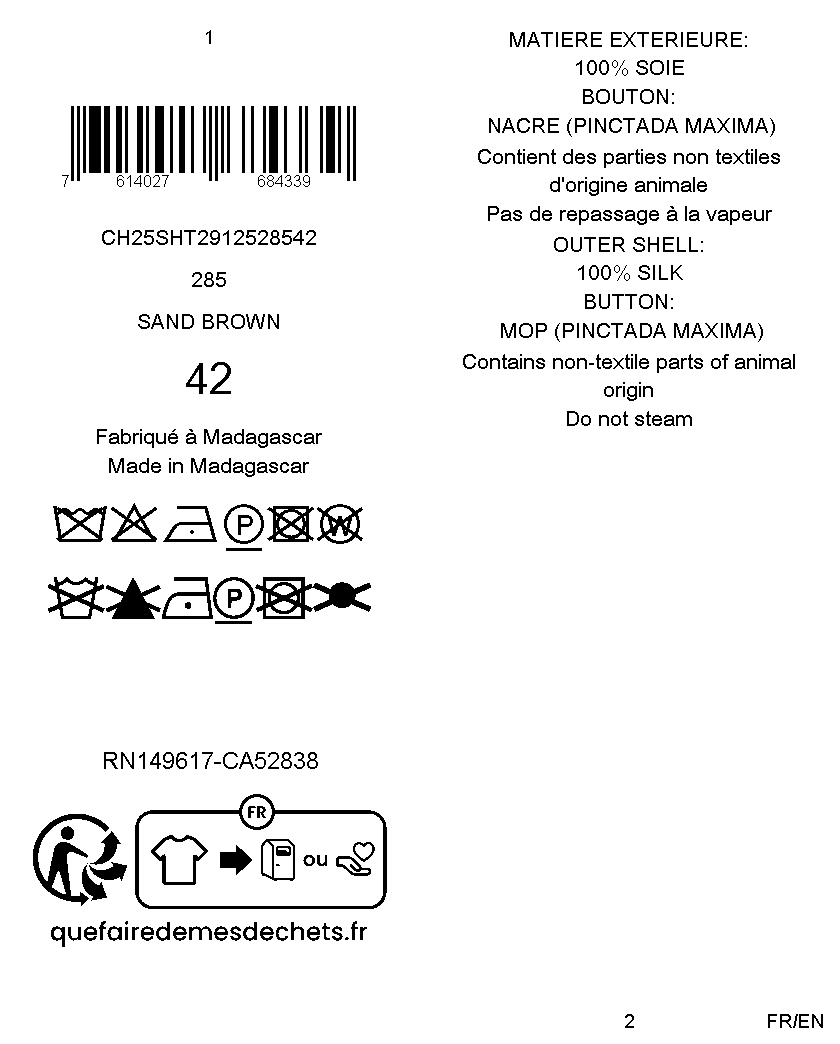 1
7 614027 684339
CH25SHT2912528542
285
SAND BROWN
42
Fabriqué à Madagascar
Made in Madagascar
P
W
P
RN149617-CA52838
FR
ou
quefairedemesdechets.fr
MATIERE EXTERIEURE:
100% SOIE
BOUTON:
NACRE (PINCTADA MAXIMA)
Contient des parties non textiles
d'origine animale
Pas de repassage à la vapeur
OUTER SHELL:
100% SILK
BUTTON:
MOP (PINCTADA MAXIMA)
Contains non-textile parts of animal
origin
Do not steam
2
FR/EN